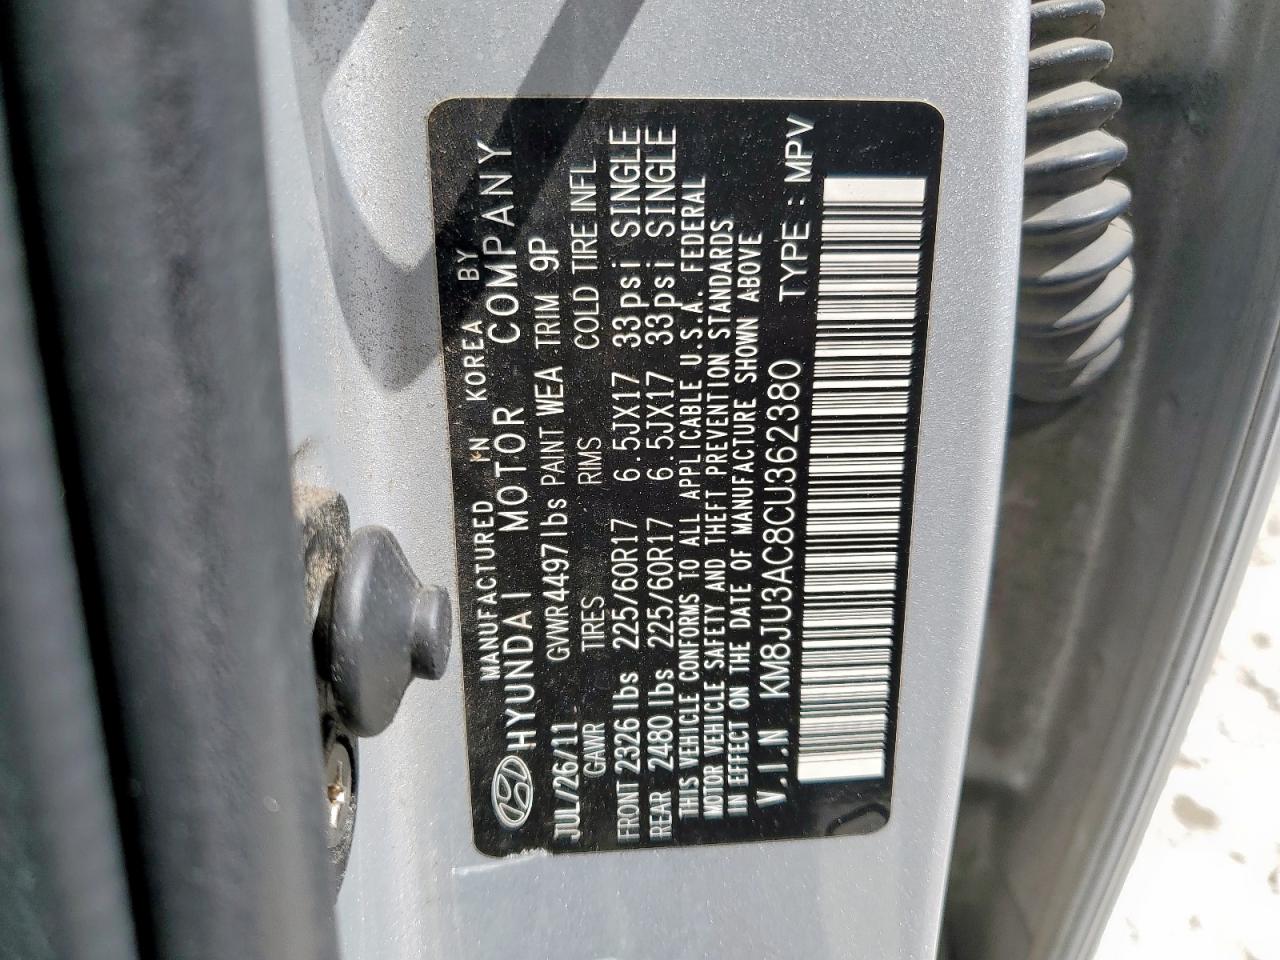 MANUFACTURED IN KOREA BY
HYUNDAI MOTOR COMPANY
JUL/26/11 GVWR4497lbs PAINT WEA TRIM 9P
GAWR TIRES RIMS COLD TIRE INFL
FRONT 2326 lbs 225/60R17 6.5JX17 33psi SINGLE
REAR 2480 lbs 225/60R17 6.5JX17 33psi SINGLE
THIS VEHICLE CONFORMS TO ALL APPLICABLE U.S.A. FEDERAL
MOTOR VEHICLE SAFETY AND THEFT PREVENTION STANDARDS
IN EFFECT ON THE DATE OF MANUFACTURE SHOWN ABOVE
V.I.N KM8JU3AC8CU362380 TYPE : MPV